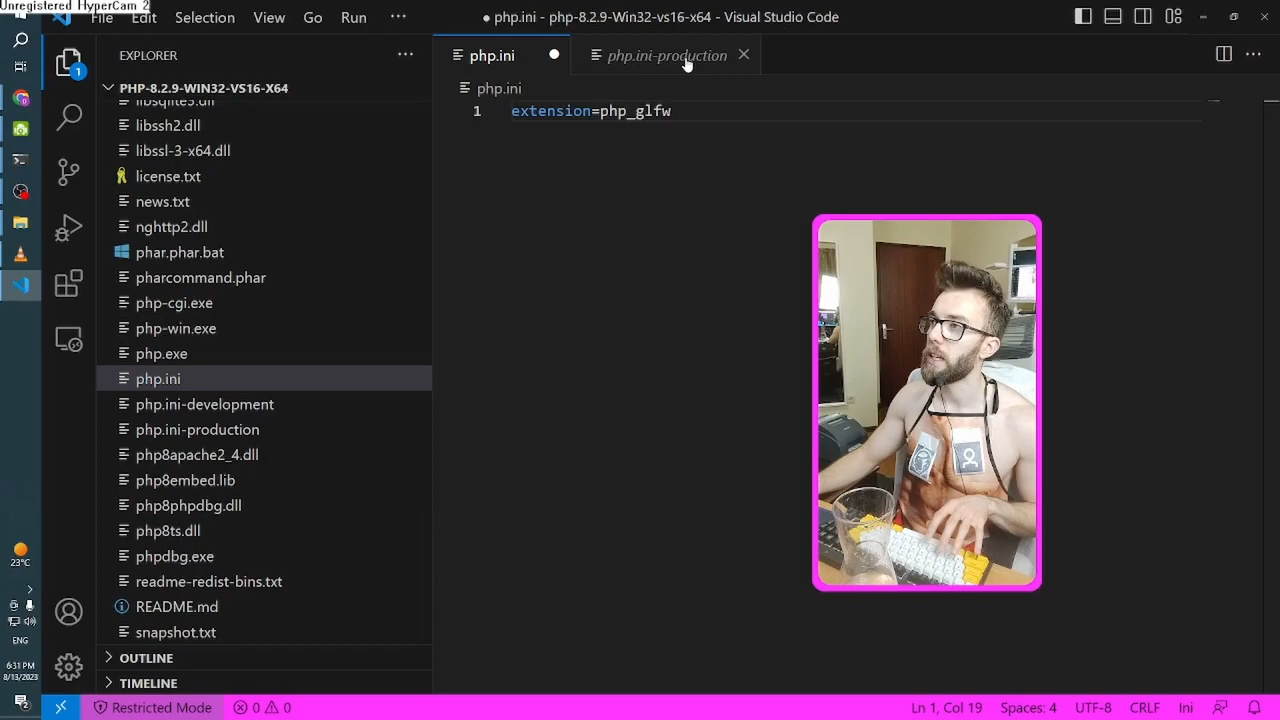 Unregistered HyperCam 2
File
Edit
Selection
View
Go
Run
php.ini - php-8.2.9-Win32-vs16-x64 - Visual Studio Code
EXPLORER
php.ini
php.ini-production
1
PHP-8.2.9-WIN32-VS16-X64
php.ini
libsqlite3.dll
1
extension=php_glfw
libssh2.dll
libssl-3-x64.dll
license.txt
news.txt
nghttp2.dll
phar.phar.bat
pharcommand.phar
php-cgi.exe
php-win.exe
php.exe
php.ini
php.ini-development
php.ini-production
php8apache2_4.dll
php8embed.lib
php8phpdbg.dll
php8ts.dll
phpdbg.exe
readme-redist-bins.txt
README.md
snapshot.txt
OUTLINE
TIMELINE
23°C
ENG
6:31 PM
8/13/2023
2
Restricted Mode
0
0
Ln 1, Col 19
Spaces: 4
UTF-8
CRLF
Ini